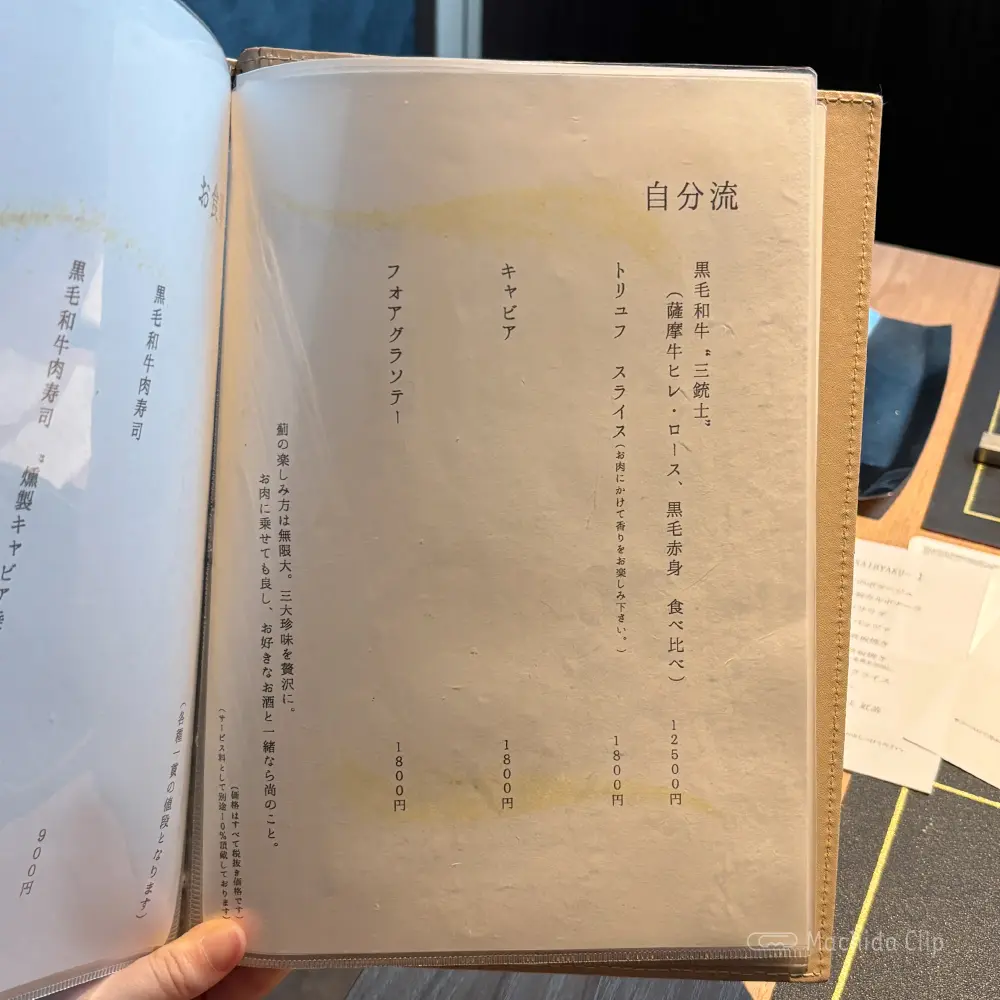 自分流
黒毛和牛〝三銃士〟
（薩摩牛ヒレ・ロース、黒毛赤身　食べ比べ）
12500円
トリュフ　スライス（お肉にかけて香りをお楽しみ下さい。）
1800円
キャビア
1800円
フォアグラソテー
1800円
薊の楽しみ方は無限大。三大珍味を贅沢に。
お肉に乗せても良し、お好きなお酒と一緒なら尚のこと。
（価格はすべて税抜き価格です）
（サービス料として別途10％頂戴しております）
お食
黒毛和牛肉寿司
黒毛和牛肉寿司　〝燻製キャビア
900円
（各種一貫の値段となります）
Machida Clip